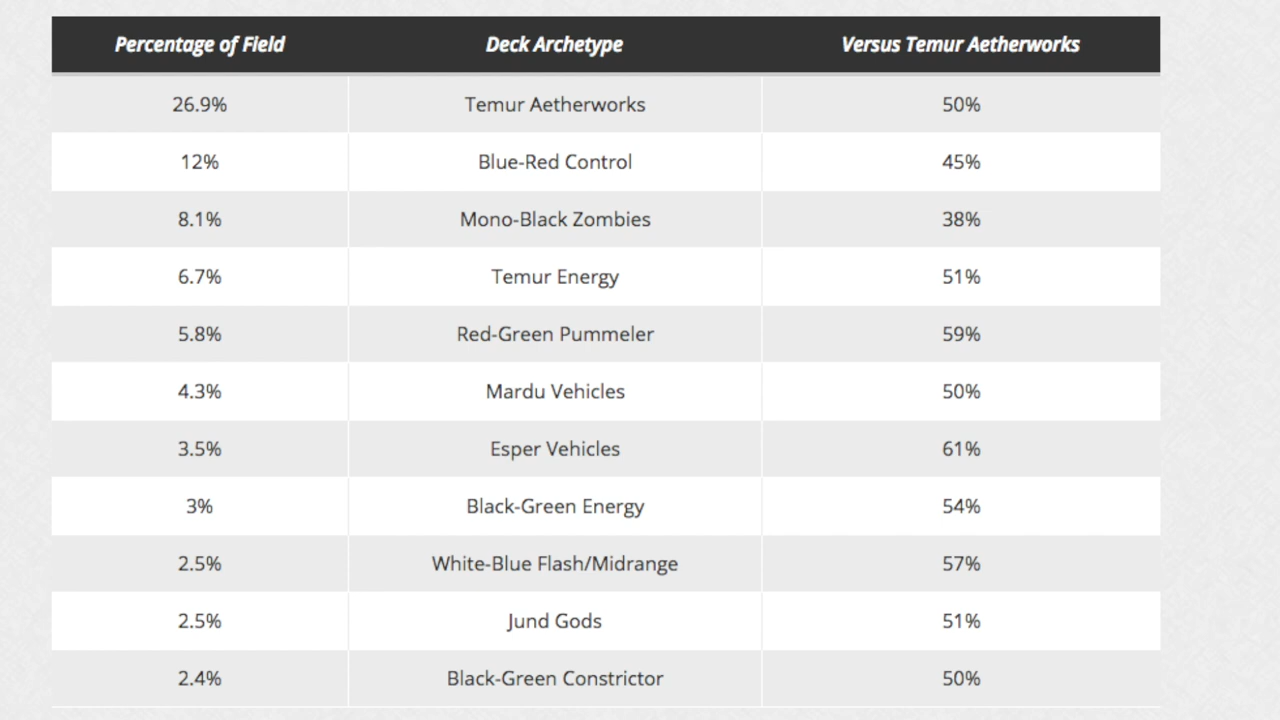 Percentage of Field Deck Archetype Versus Temur Aetherworks
26.9% Temur Aetherworks 50%
12% Blue-Red Control 45%
8.1% Mono-Black Zombies 38%
6.7% Temur Energy 51%
5.8% Red-Green Pummeler 59%
4.3% Mardu Vehicles 50%
3.5% Esper Vehicles 61%
3% Black-Green Energy 54%
2.5% White-Blue Flash/Midrange 57%
2.5% Jund Gods 51%
2.4% Black-Green Constrictor 50%